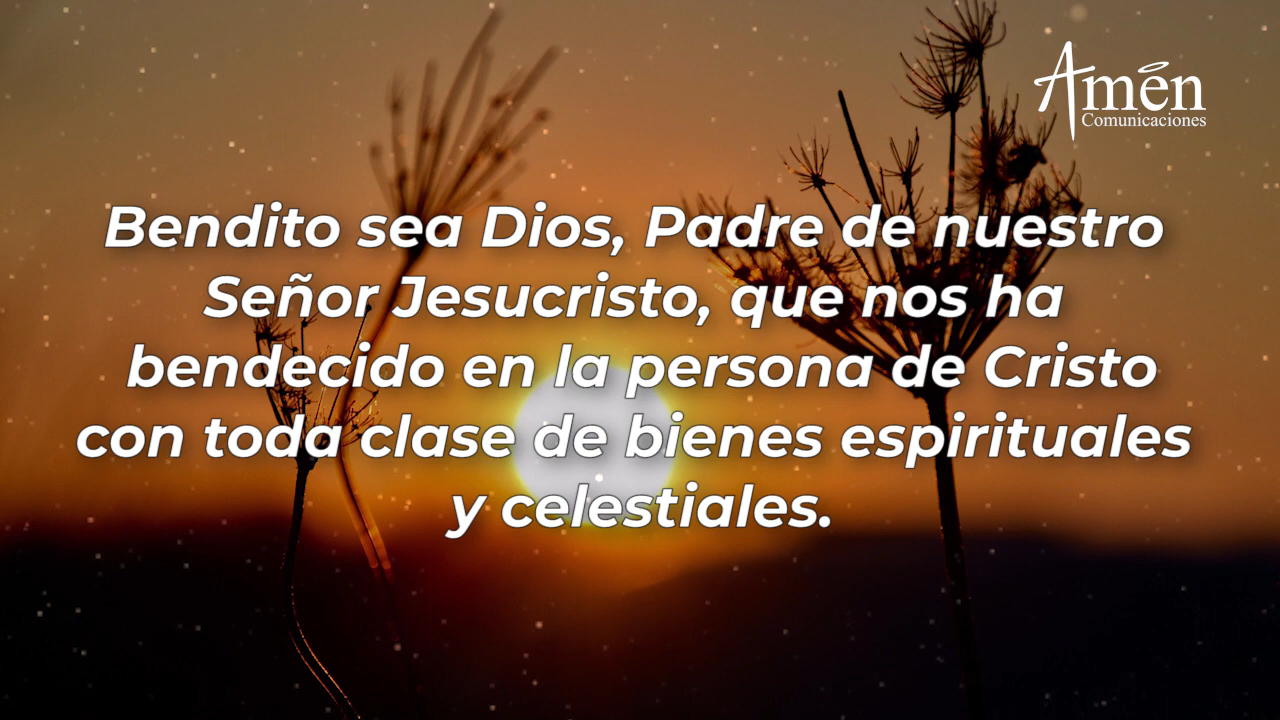 Amén
Comunicaciones
Bendito sea Dios, Padre de nuestro
Señor Jesucristo, que nos ha
bendecido en la persona de Cristo
con toda clase de bienes espirituales
y celestiales.